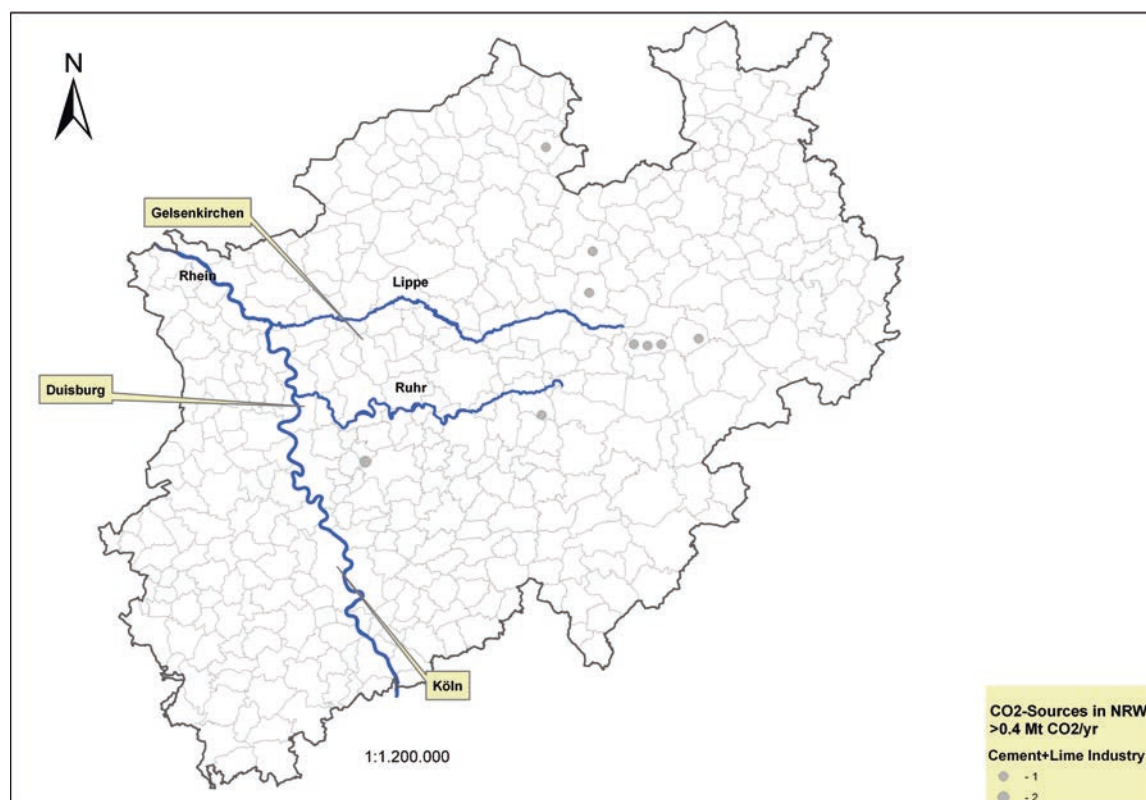 N
Gelsenkirchen
Rhein
Lippe
Duisburg
Ruhr
Köln
1:1.200.000
CO2-Sources in NRW
>0.4 Mt CO2/yr
Cement+Lime Industry
- 1
- 2